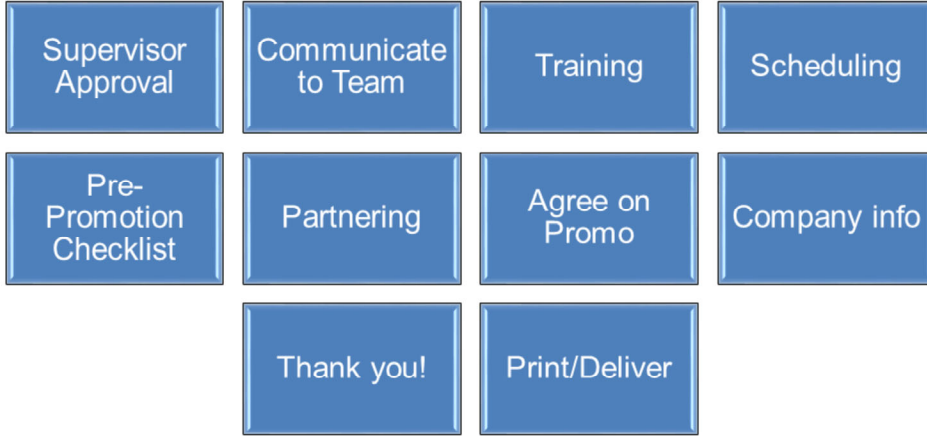 Supervisor
Approval
Communicate
to Team
Training
Scheduling
Pre-
Promotion
Checklist
Partnering
Agree on
Promo
Company info
Thank you!
Print/Deliver